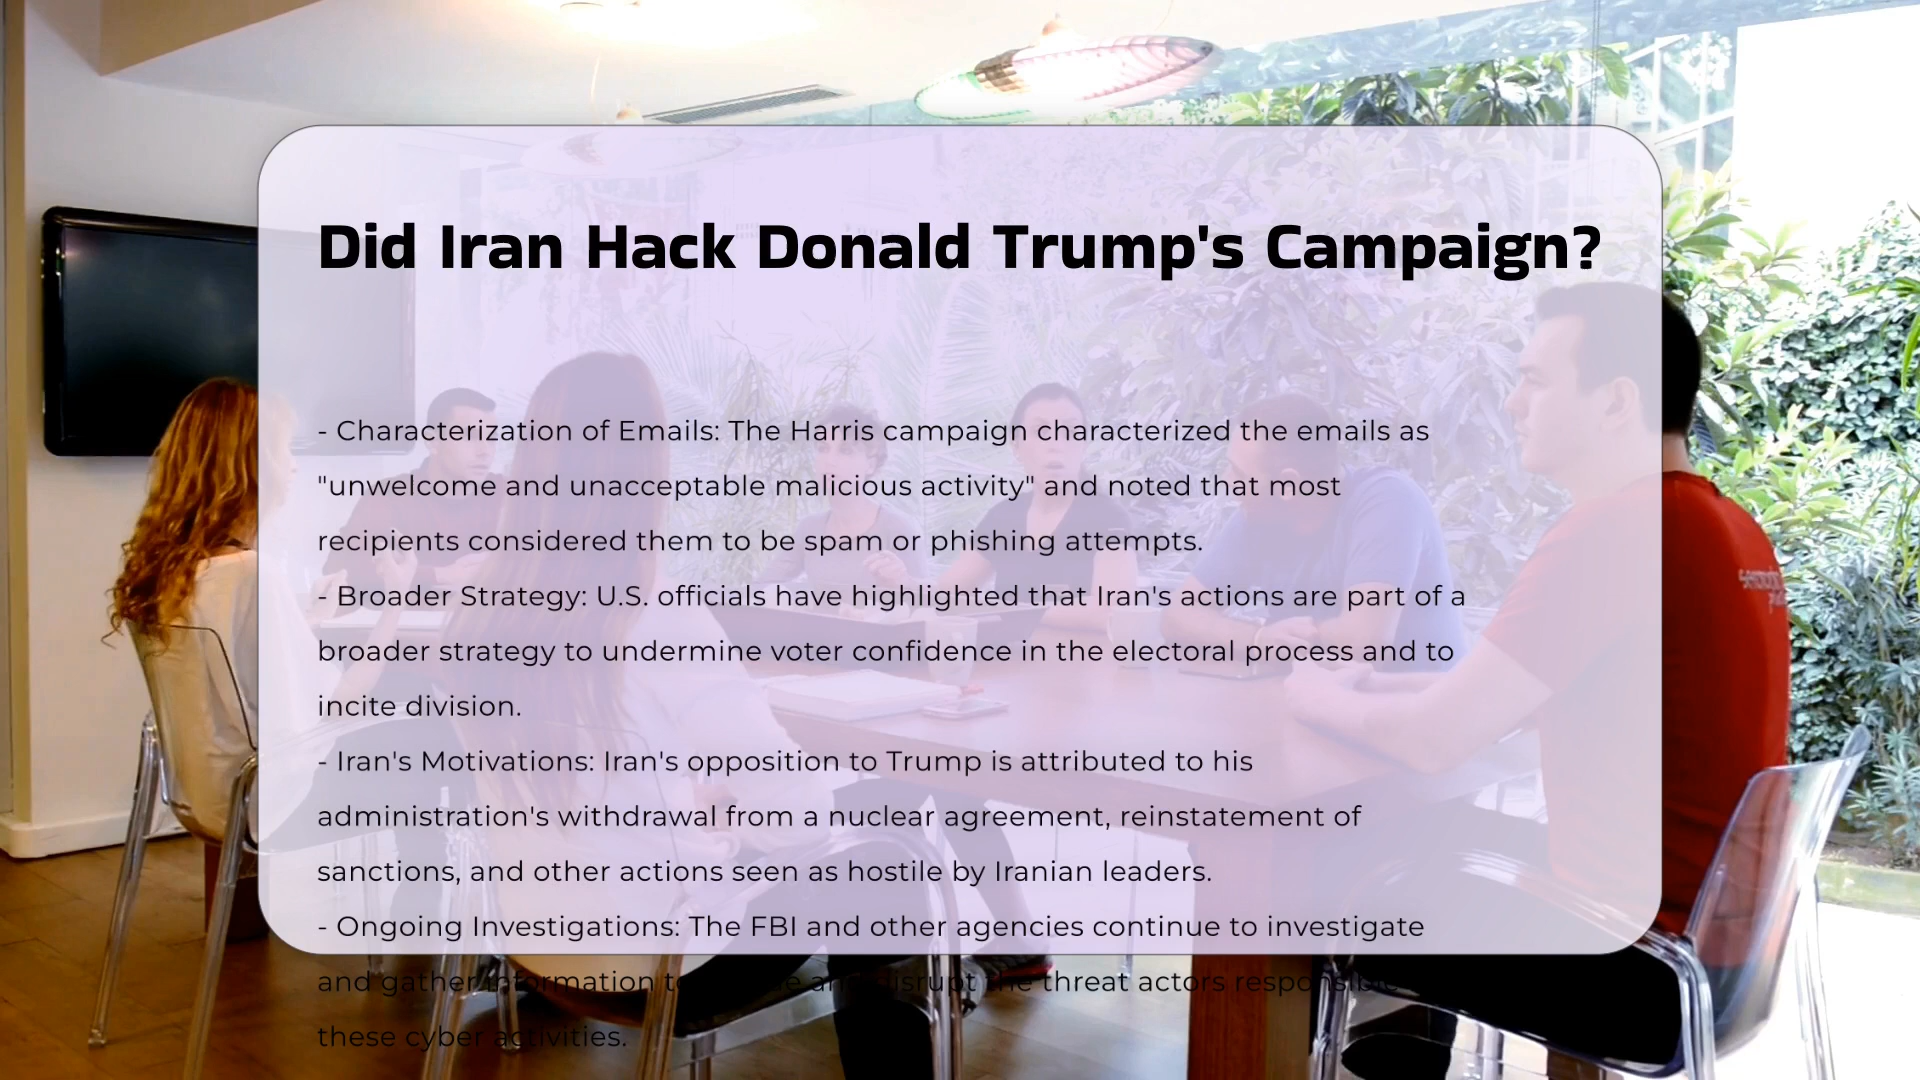 Did Iran Hack Donald Trump's Campaign?
- Characterization of Emails: The Harris campaign characterized the emails as
"unwelcome and unacceptable malicious activity" and noted that most
recipients considered them to be spam or phishing attempts.
- Broader Strategy: U.S. officials have highlighted that Iran's actions are part of a
broader strategy to undermine voter confidence in the electoral process and to
incite division.
- Iran's Motivations: Iran's opposition to Trump is attributed to his
administration's withdrawal from a nuclear agreement, reinstatement of
sanctions, and other actions seen as hostile by Iranian leaders.
- Ongoing Investigations: The FBI and other agencies continue to investigate
and gather information to and disrupt the threat actors responsible
these cyber activities.